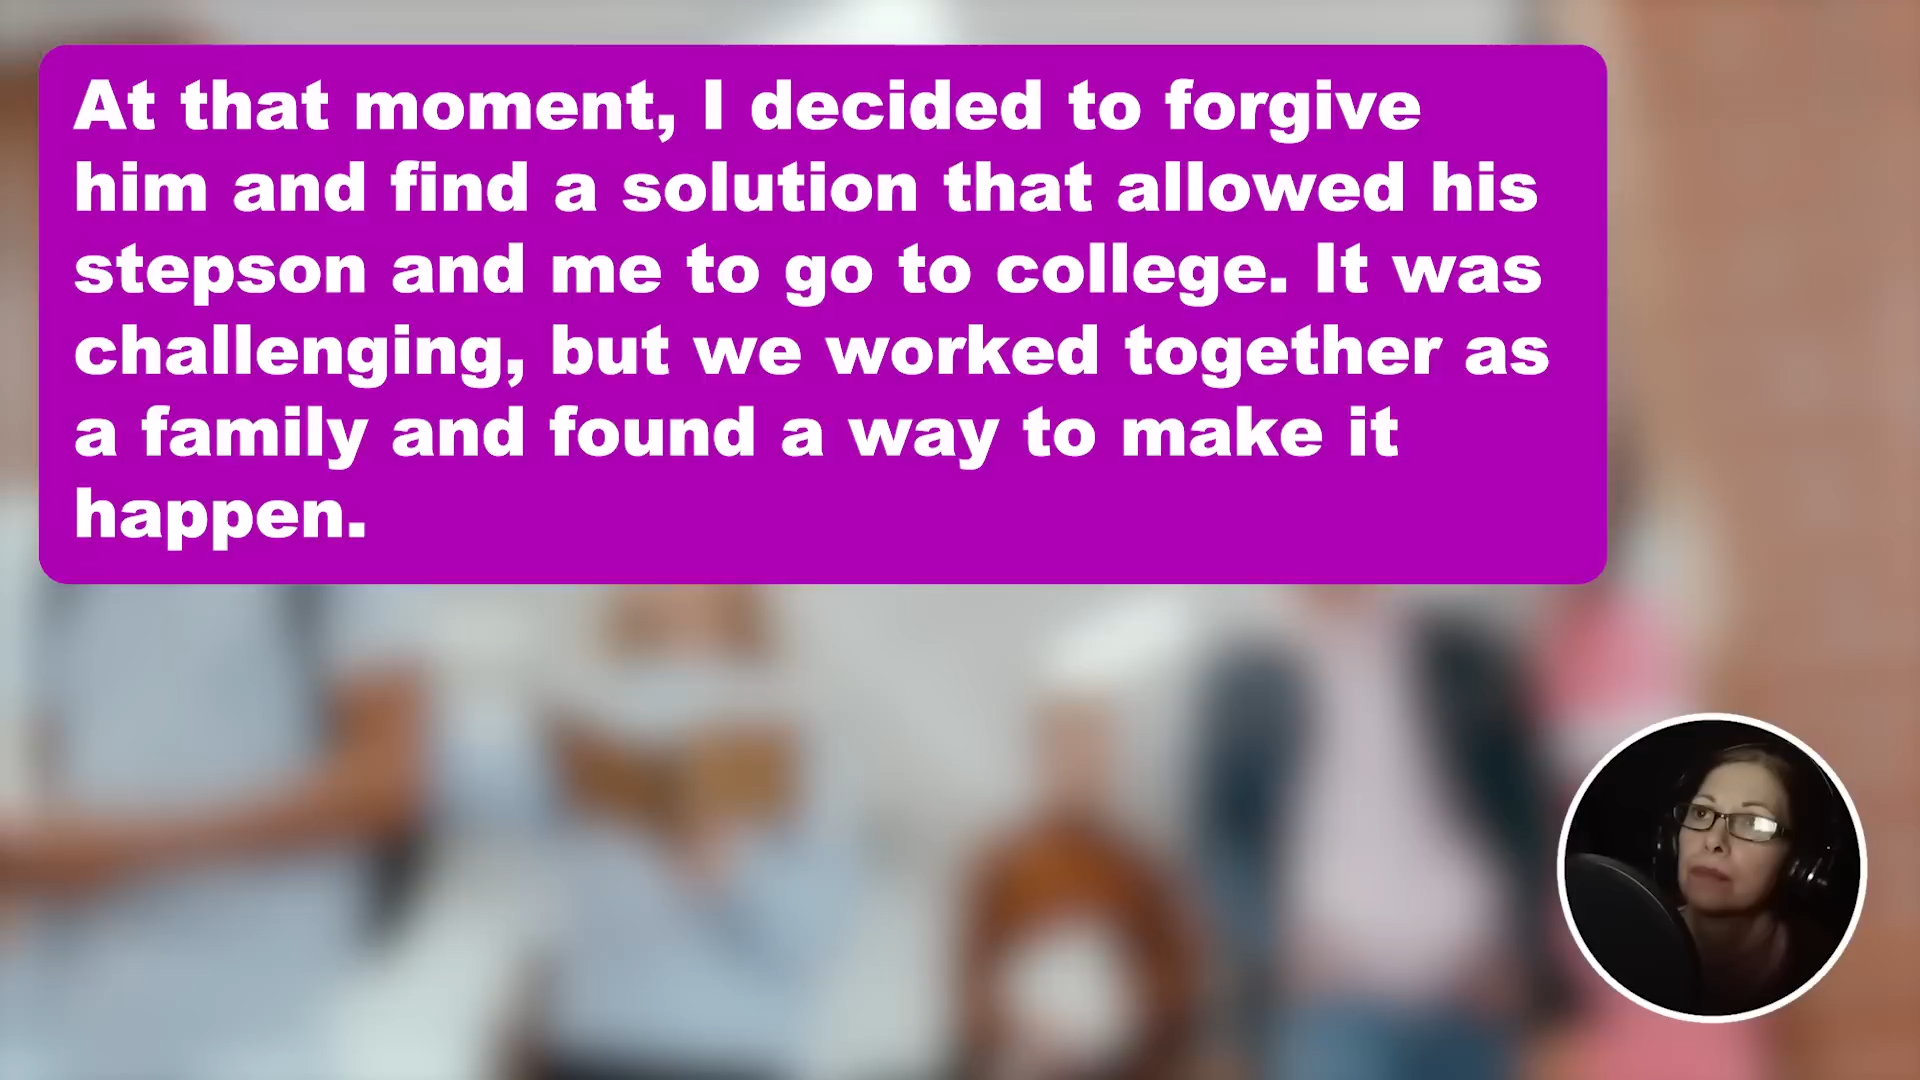 At that moment, I decided to forgive
him and find a solution that allowed his
stepson and me to go to college. It was
challenging, but we worked together as
a family and found a way to make it
happen.